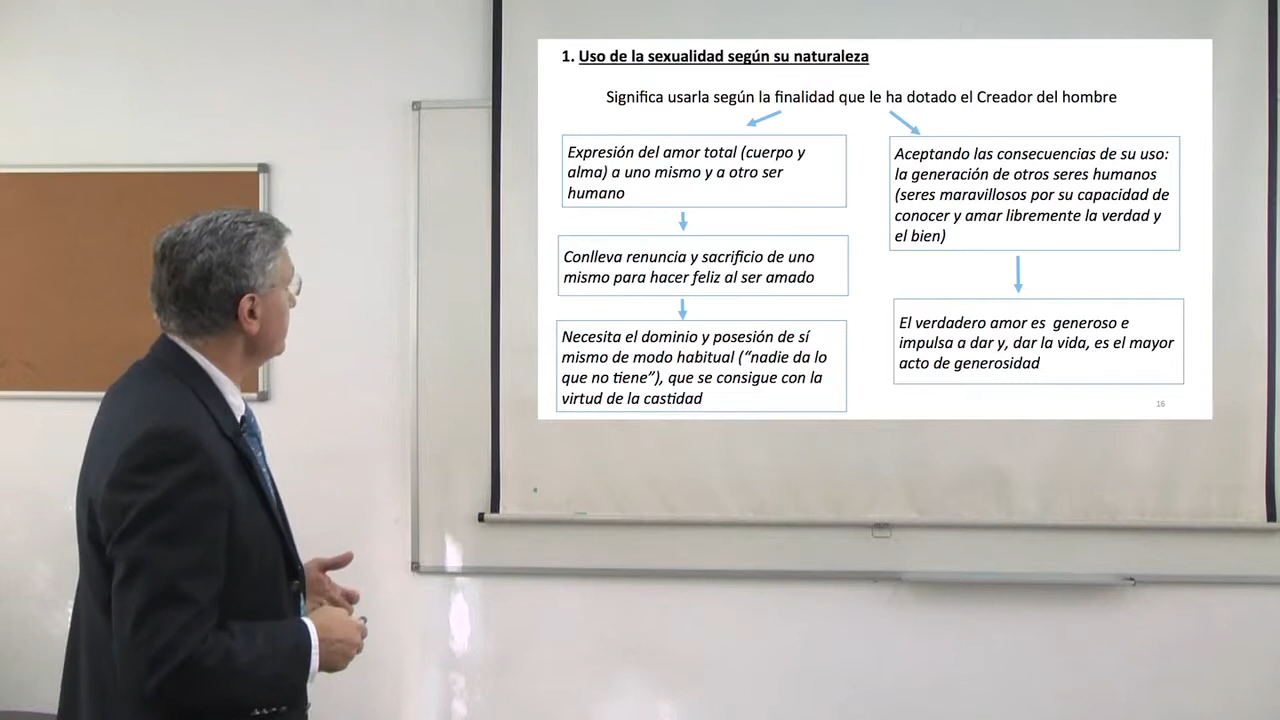 1. Uso de la sexualidad según su naturaleza
Significa usarla según la finalidad que le ha dotado el Creador del hombre
Expresión del amor total (cuerpo y
alma) a uno mismo y a otro ser
humano
Conlleva renuncia y sacrificio de uno
mismo para hacer feliz al ser amado
Necesita el dominio y posesión de sí
mismo de modo habitual (“nadie da lo
que no tiene”), que se consigue con la
virtud de la castidad
Aceptando las consecuencias de su uso:
la generación de otros seres humanos
(seres maravillosos por su capacidad de
conocer y amar libremente la verdad y
el bien)
El verdadero amor es generoso e
impulsa a dar y, dar la vida, es el mayor
acto de generosidad
16